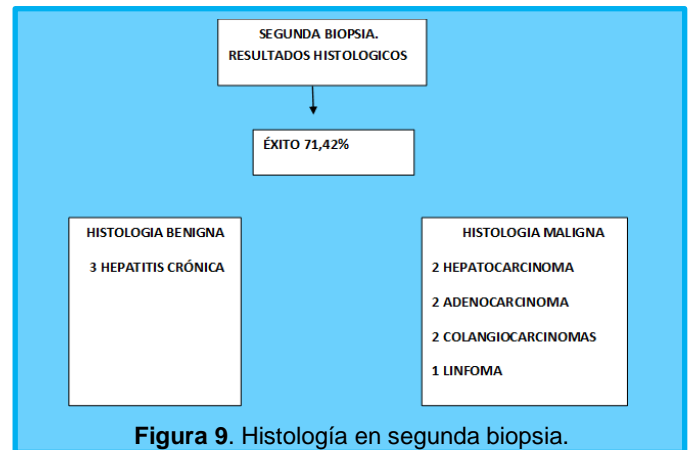 SEGUNDA BIOPSIA.
RESULTADOS HISTOLOGICOS
ÉXITO 71,42%
HISTOLOGIA BENIGNA
3 HEPATITIS CRÓNICA
HISTOLOGIA MALIGNA
2 HEPATOCARCINOMA
2 ADENOCARCINOMA
2 COLANGIOCARCINOMAS
1 LINFOMA
Figura 9. Histología en segunda biopsia.